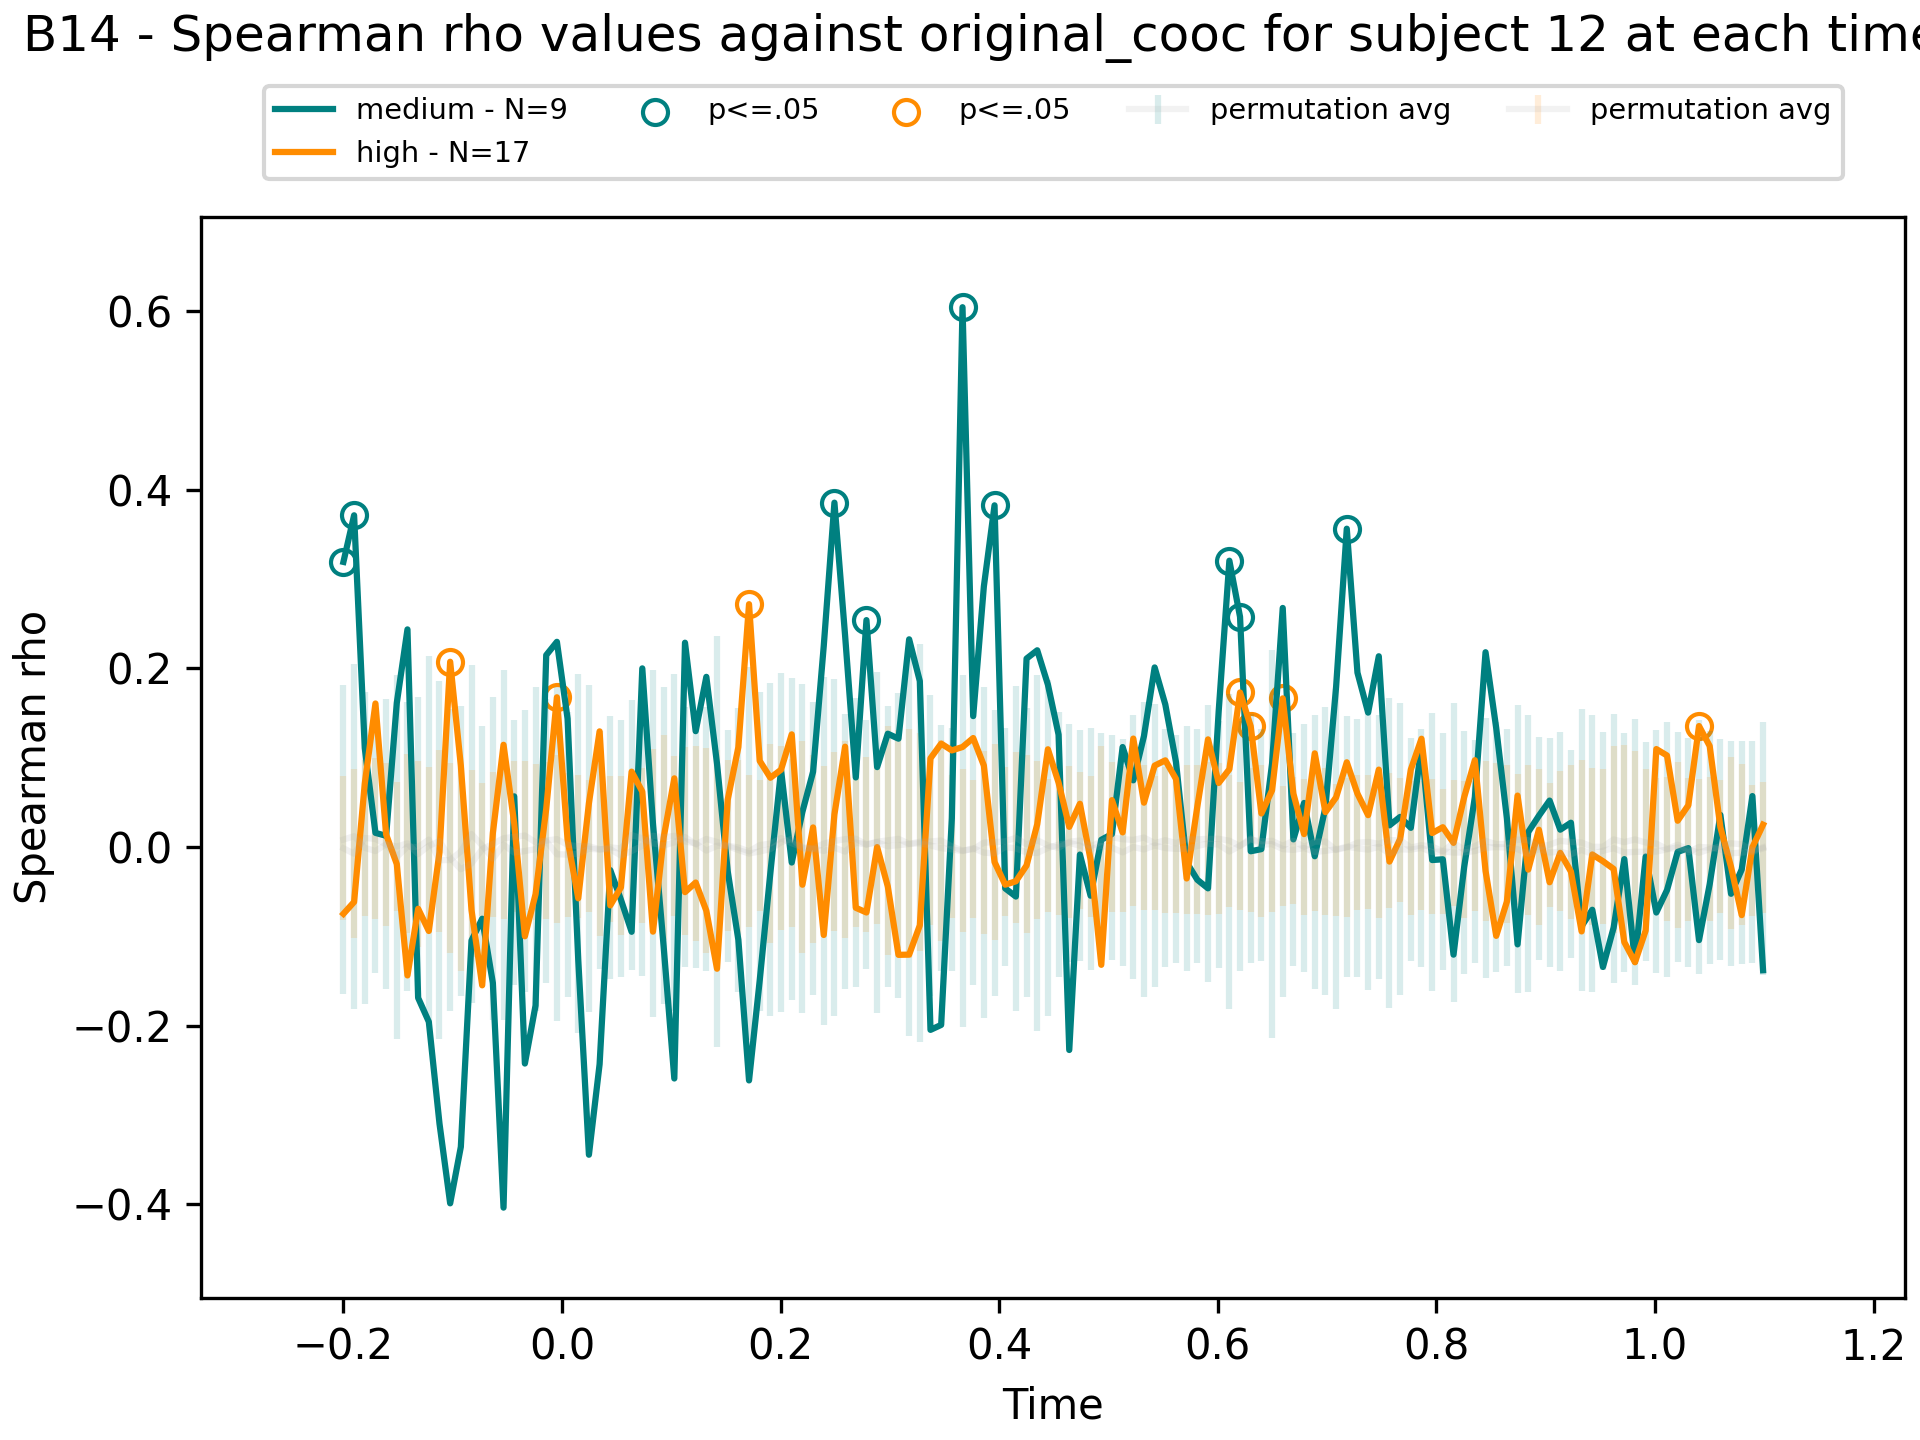 B14 - Spearman rho values against original_cooc for subject 12 at each time
medium - N=9
high - N=17
p<=.05
p<=.05
permutation avg
permutation avg
Spearman rho
0.6
0.4
0.2
0.0
−0.2
−0.4
−0.2 0.0 0.2 0.4 0.6 0.8 1.0 1.2
Time